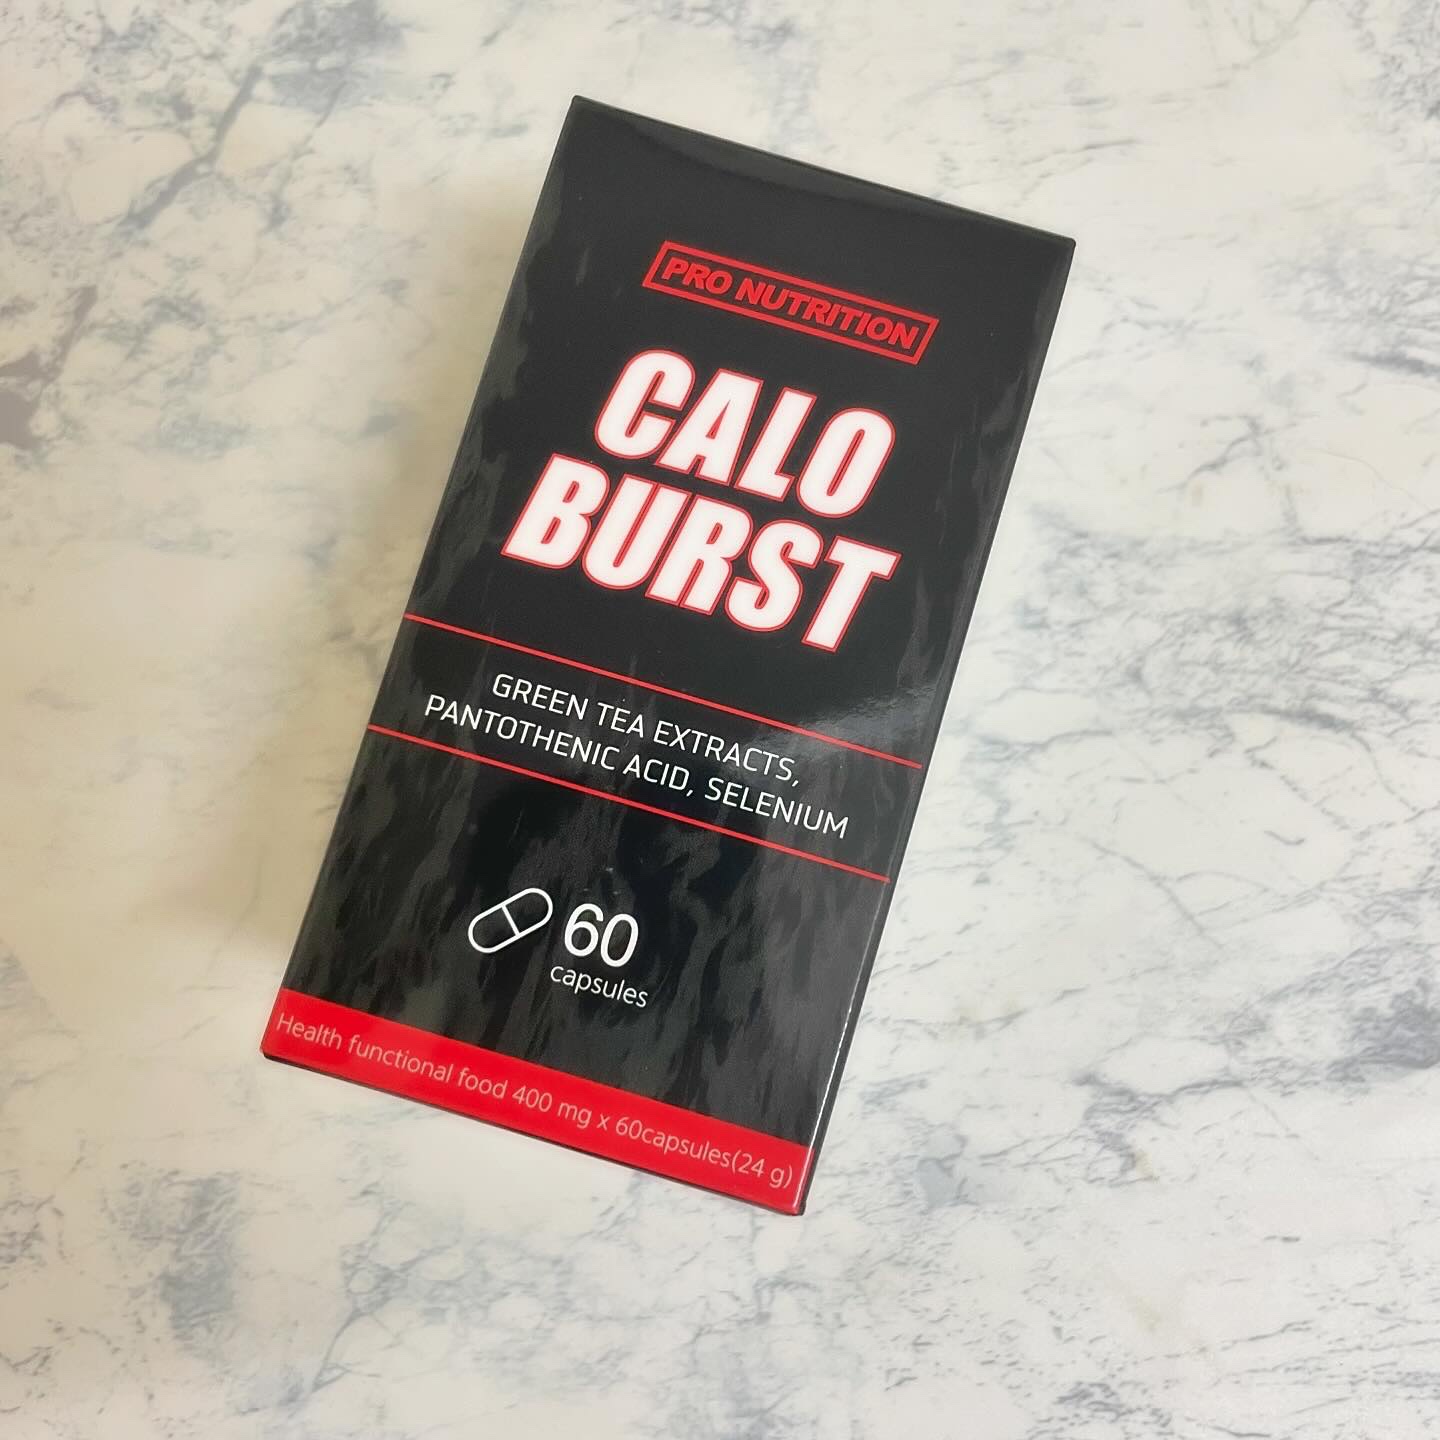 PRO NUTRITION
CALO
BURST
GREEN TEA EXTRACTS,
PANTOTHENIC ACID, SELENIUM
60
capsules
Health functional food 400 mg x 60capsules(24 g)